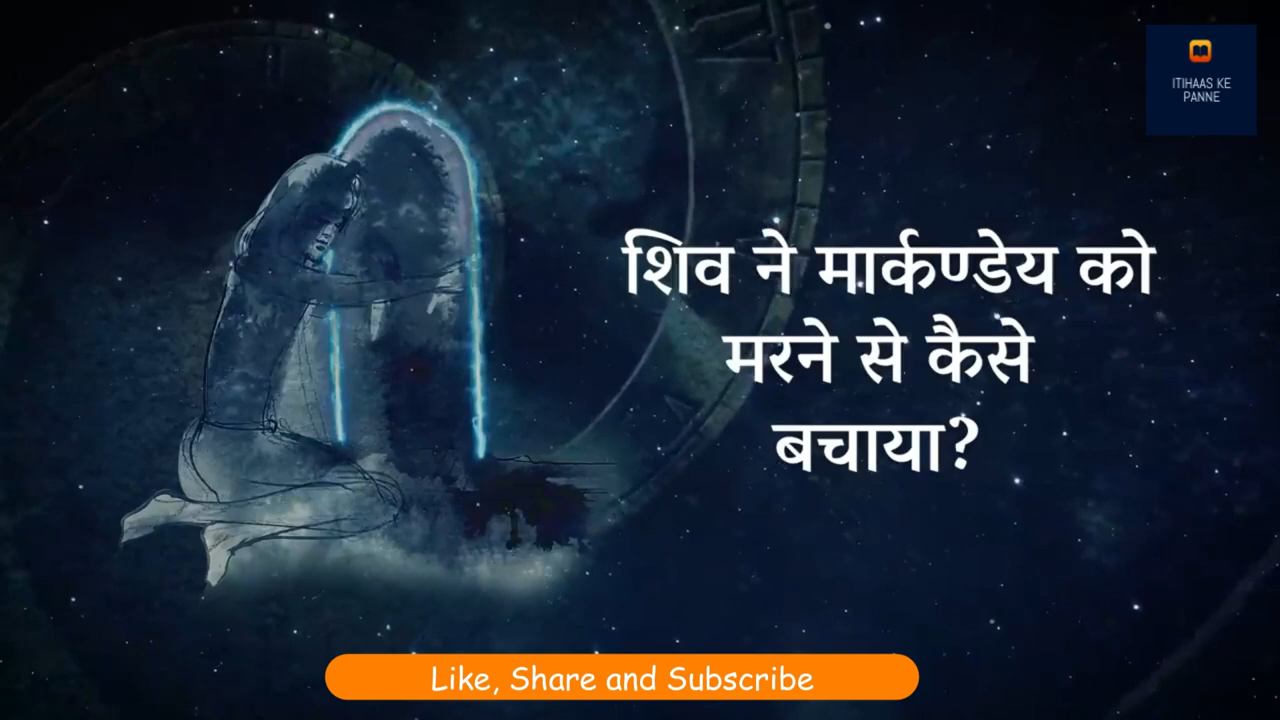 ITIHAAS KE
PANNE
शिव ने मार्कण्डेय को
मरने से कैसे
बचाया?
Like, Share and Subscribe